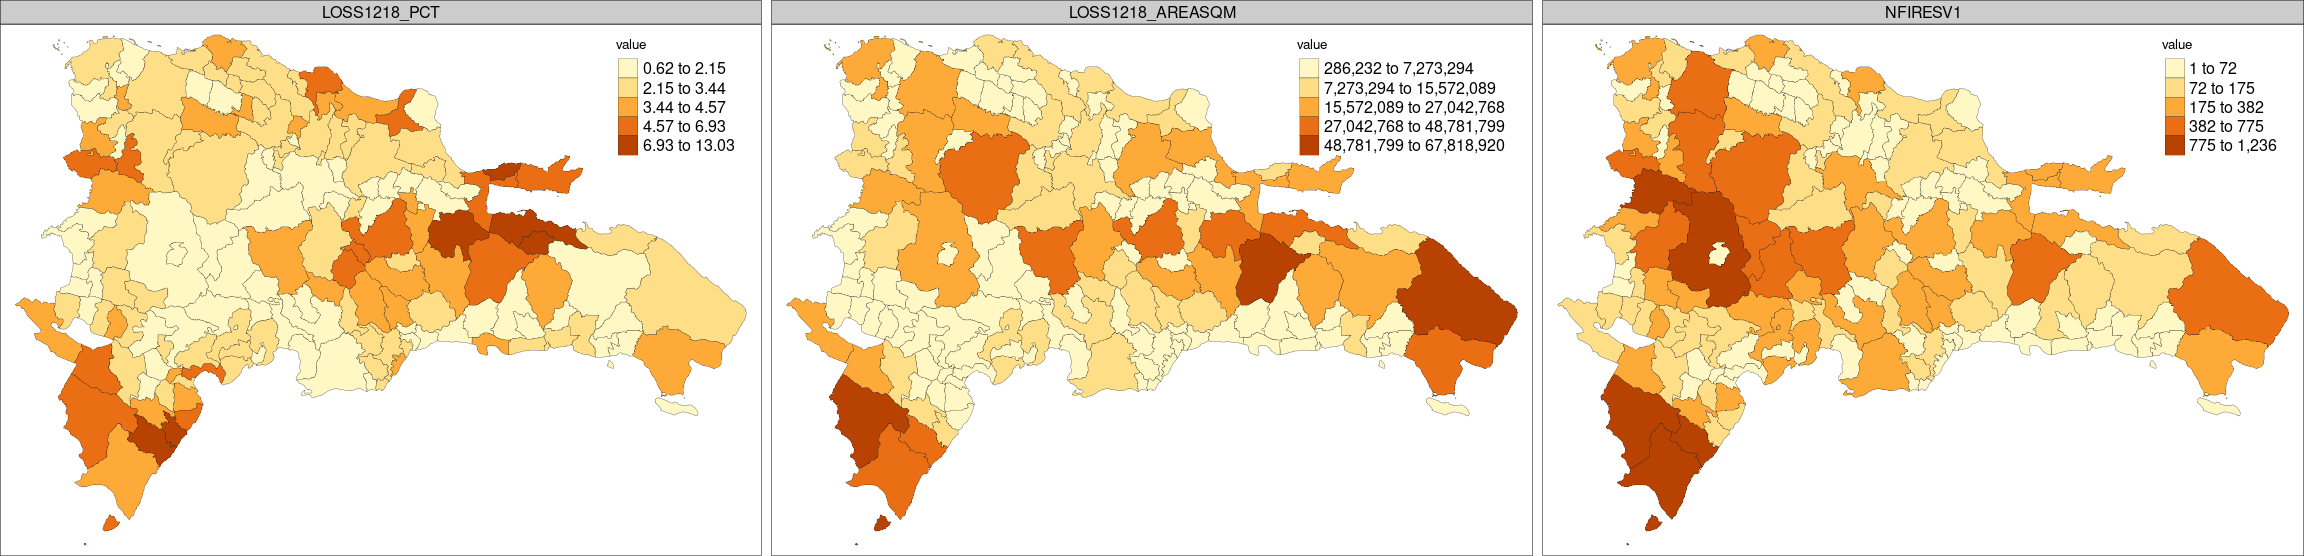 LOSS1218_PCT
value
0.62 to 2.15
2.15 to 3.44
3.44 to 4.57
4.57 to 6.93
6.93 to 13.03
LOSS1218_AREASQM
value
286,232 to 7,273,294
7,273,294 to 15,572,089
15,572,089 to 27,042,768
27,042,768 to 48,781,799
48,781,799 to 67,818,920
NFIRESV1
value
1 to 72
72 to 175
175 to 382
382 to 775
775 to 1,236